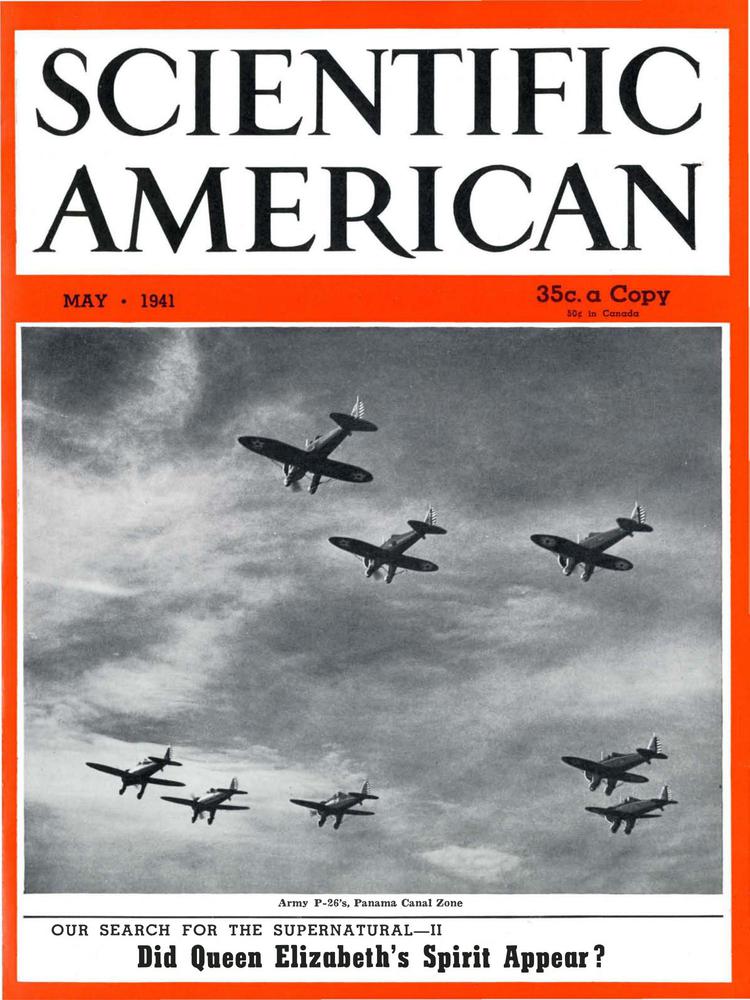 SCIENTIFIC
AMERICAN
MAY • 1941
35c. a Copy
50¢ in Canada
Army P-26's, Panama Canal Zone
OUR SEARCH FOR THE SUPERNATURAL—II
Did Queen Elizabeth's Spirit Appear?